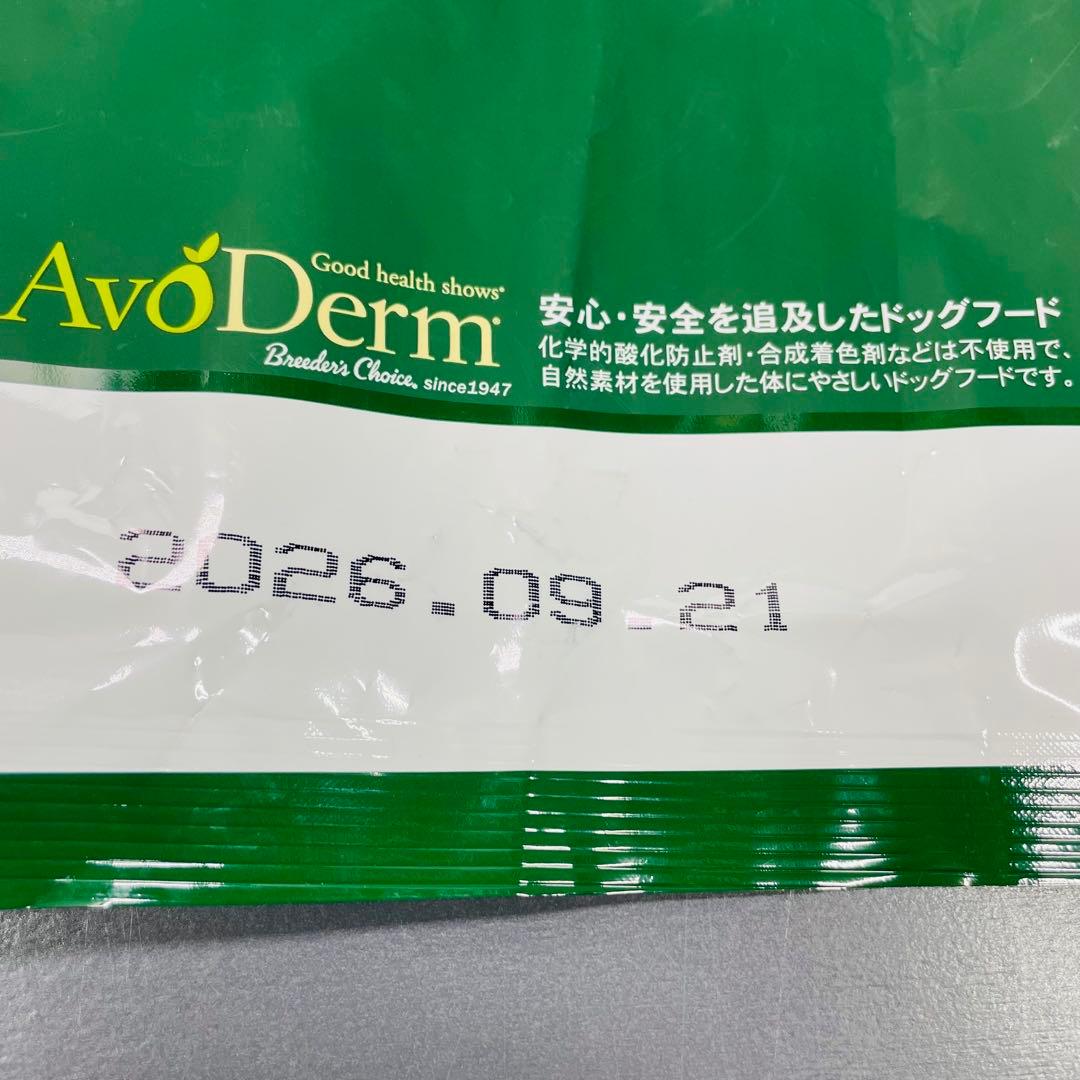 Good health shows®
AvoDerm®
Breeder's Choice® since1947
安心・安全を追及したドッグフード
化学的酸化防止剤・合成着色剤などは不使用で、
自然素材を使用した体にやさしいドッグフードです。
2026.09.21